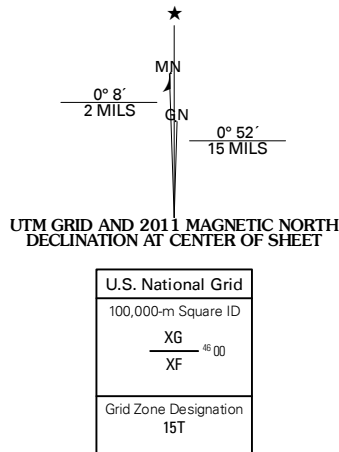 ★
MN
0° 8´
2 MILS
GN
0° 52´
15 MILS
UTM GRID AND 2011 MAGNETIC NORTH
DECLINATION AT CENTER OF SHEET
U.S. National Grid
100,000-m Square ID
XG
46 00
XF
Grid Zone Designation
15T